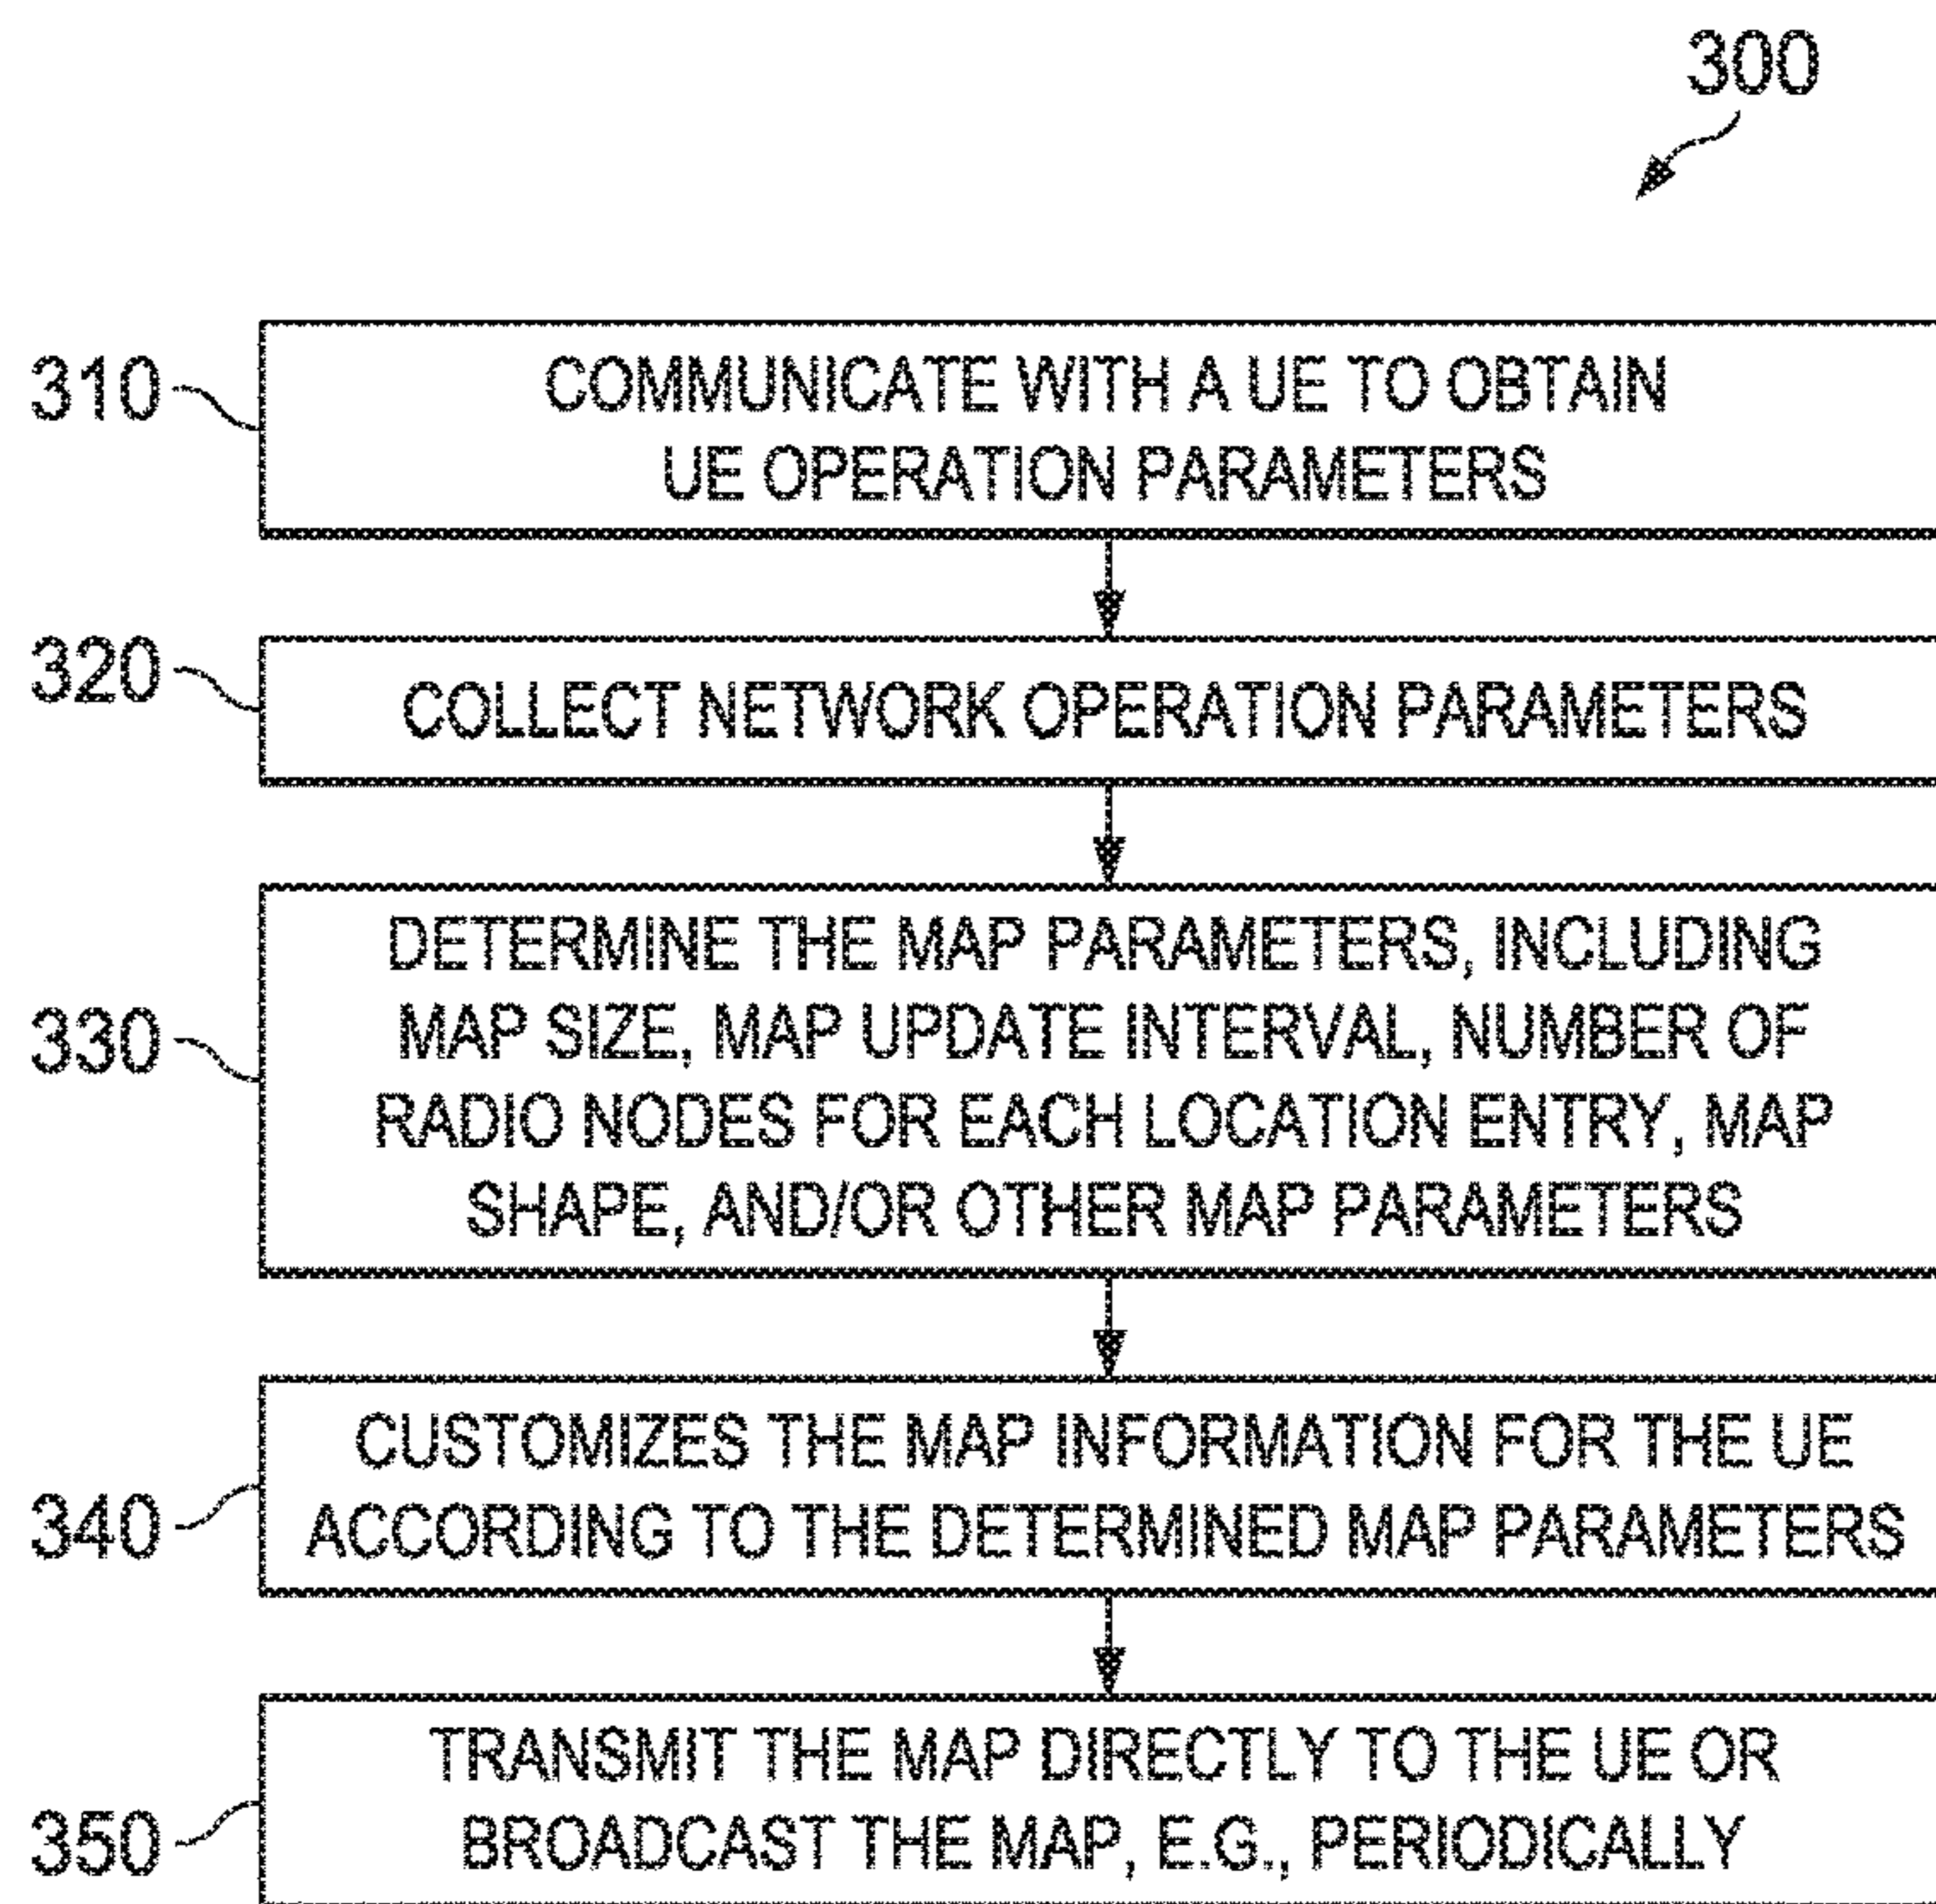 300
310
COMMUNICATE WITH A UE TO OBTAIN
UE OPERATION PARAMETERS
320
COLLECT NETWORK OPERATION PARAMETERS
330
DETERMINE THE MAP PARAMETERS, INCLUDING
MAP SIZE, MAP UPDATE INTERVAL, NUMBER OF
RADIO NODES FOR EACH LOCATION ENTRY, MAP
SHAPE, AND/OR OTHER MAP PARAMETERS
340
CUSTOMIZES THE MAP INFORMATION FOR THE UE
ACCORDING TO THE DETERMINED MAP PARAMETERS
350
TRANSMIT THE MAP DIRECTLY TO THE UE OR
BROADCAST THE MAP, E.G., PERIODICALLY